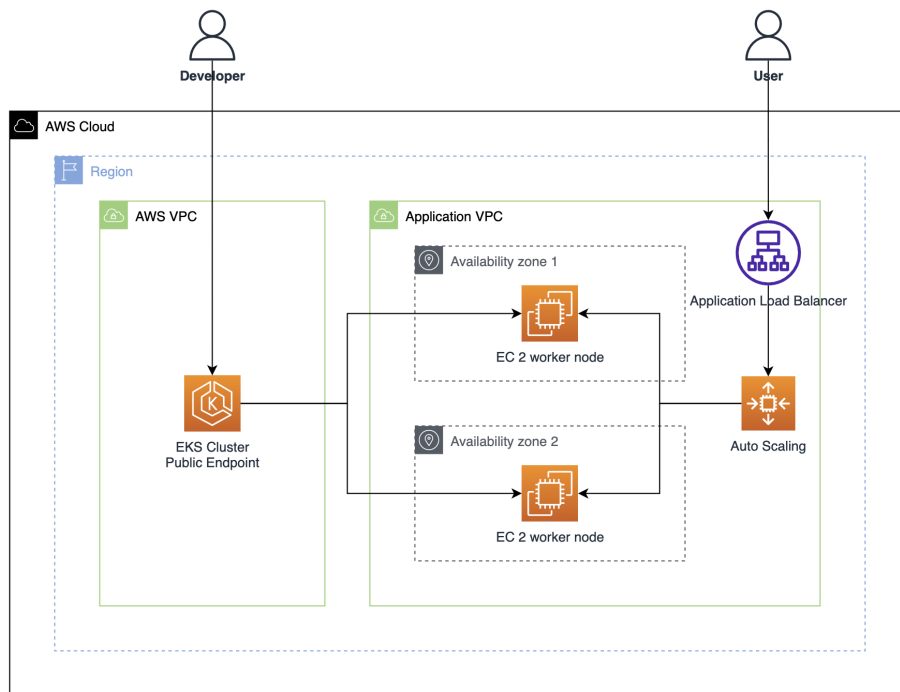 Developer
User
AWS Cloud
Region
AWS VPC
Application VPC
Availability zone 1
Application Load Balancer
EC 2 worker node
K
EKS Cluster
Public Endpoint
Availability zone 2
Auto Scaling
EC 2 worker node